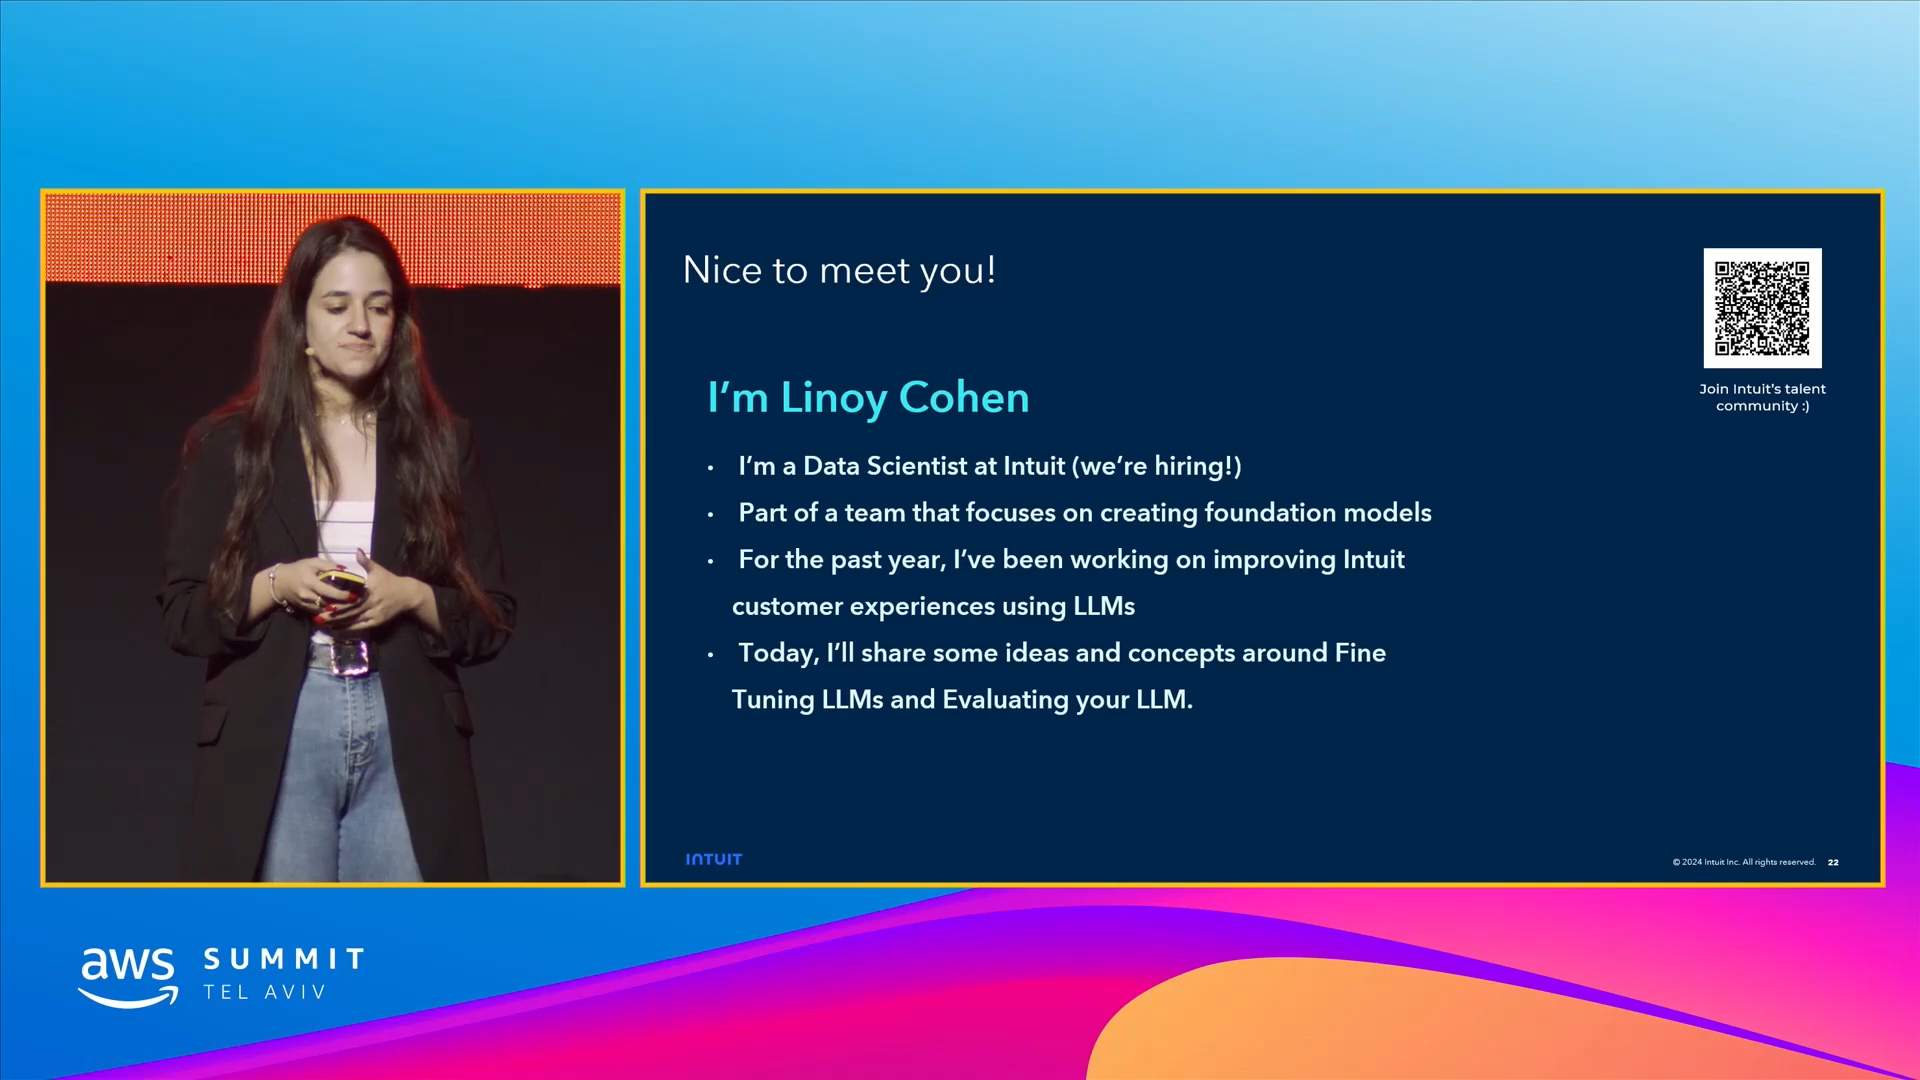 Nice to meet you!
I'm Linoy Cohen
• I'm a Data Scientist at Intuit (we're hiring!)
• Part of a team that focuses on creating foundation models
• For the past year, I've been working on improving Intuit
customer experiences using LLMs
• Today, I'll share some ideas and concepts around Fine
Tuning LLMs and Evaluating your LLM.
Join Intuit's talent
community :)
INTUIT
© 2024 Intuit Inc. All rights reserved. 22
aws SUMMIT
TEL AVIV